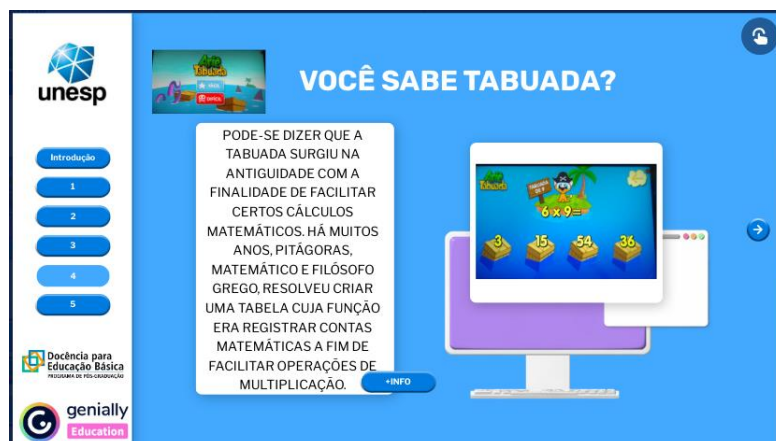 unesp
Introdução
1
2
3
4
5
Docência para
Educação Básica
PROGRAMA DE PÓS-GRADUAÇÃO
genially
Education
Tabuada
VOCÊ SABE TABUADA?
PODE-SE DIZER QUE A
TABUADA SURGIU NA
ANTIGUIDADE COM A
FINALIDADE DE FACILITAR
CERTOS CÁLCULOS
MATEMÁTICOS. HÁ MUITOS
ANOS, PITÁGORAS,
MATEMÁTICO E FILÓSOFO
GREGO, RESOLVEU CRIAR
UMA TABELA CUJA FUNÇÃO
ERA REGISTRAR CONTAS
MATEMÁTICAS A FIM DE
FACILITAR OPERAÇÕES DE
MULTIPLICAÇÃO.
+INFO
Tabuada
TABUADA
6 x 9=
3
15
54
36